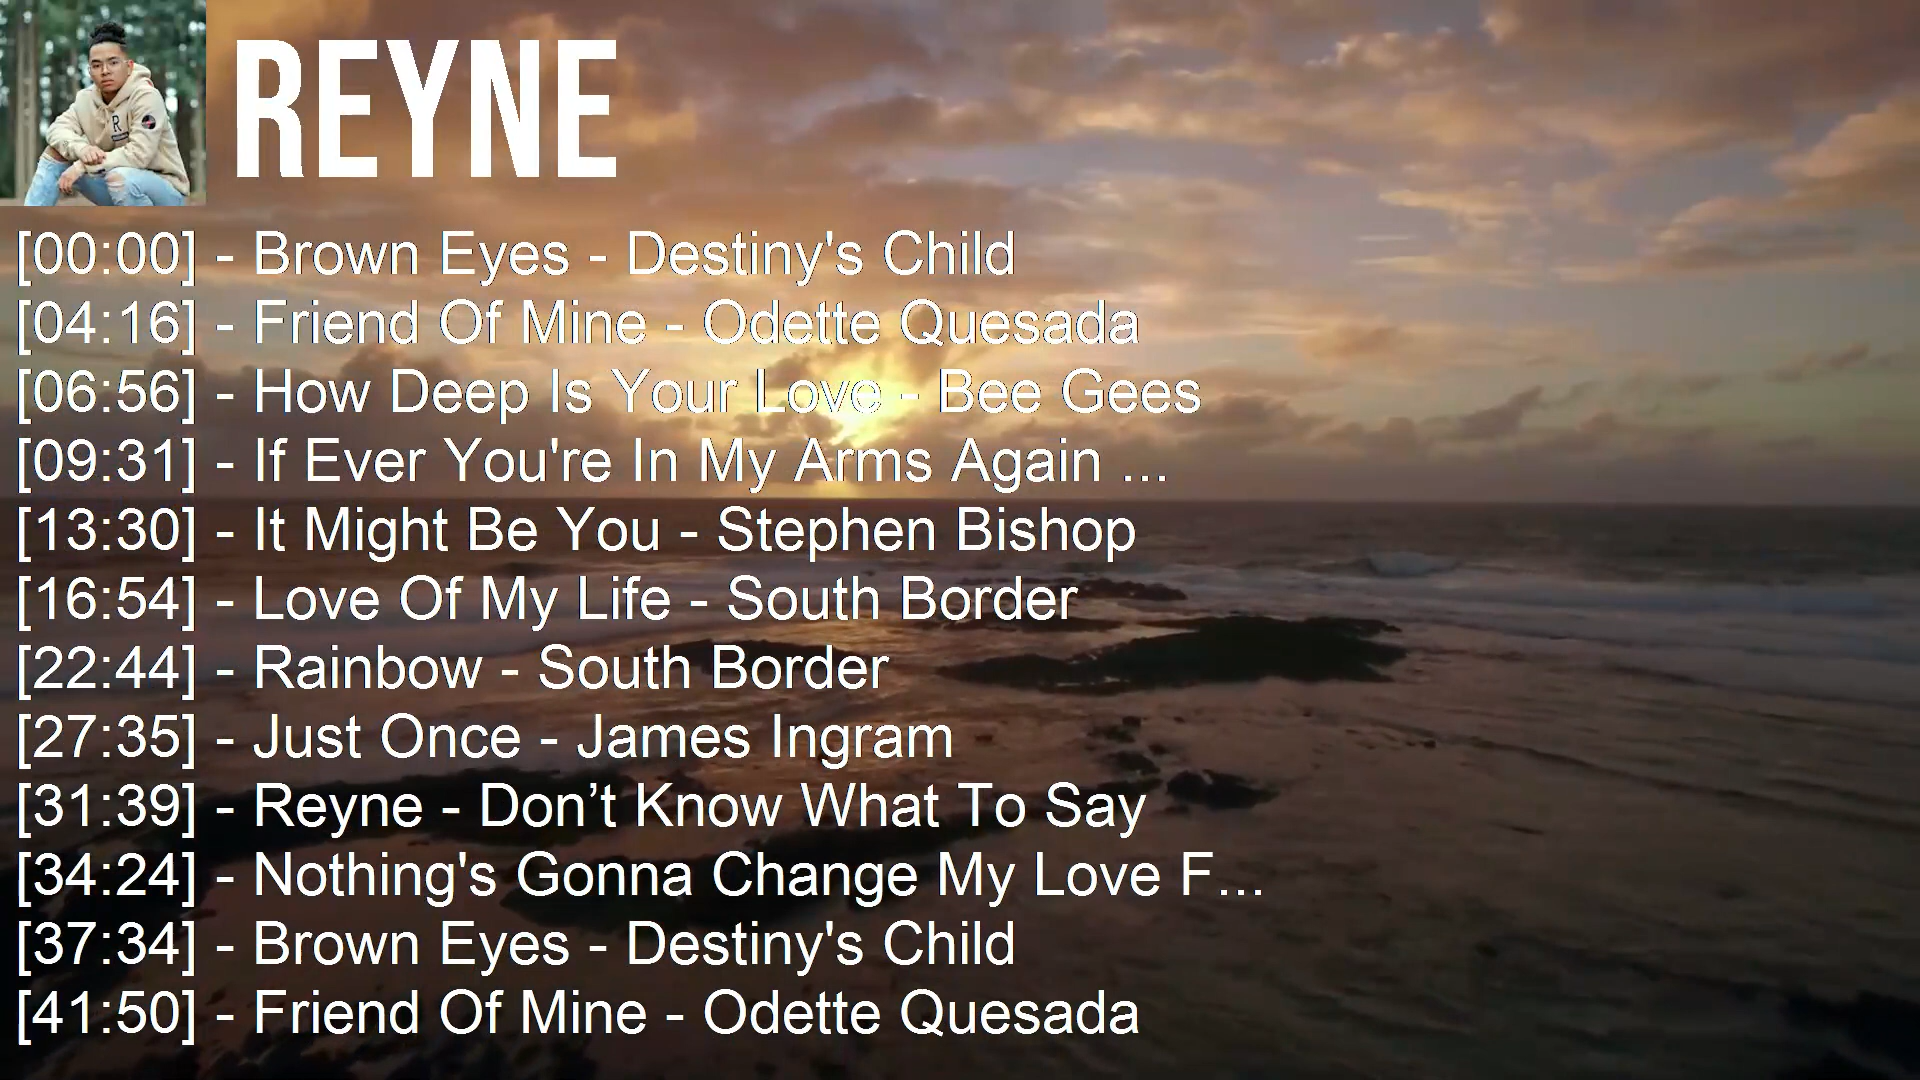 REYNE
[00:00] - Brown Eyes - Destiny's Child
[04:16] - Friend Of Mine - Odette Quesada
[06:56] - How Deep Is Your Love - Bee Gees
[09:31] - If Ever You're In My Arms Again ...
[13:30] - It Might Be You - Stephen Bishop
[16:54] - Love Of My Life - South Border
[22:44] - Rainbow - South Border
[27:35] - Just Once - James Ingram
[31:39] - Reyne - Don’t Know What To Say
[34:24] - Nothing's Gonna Change My Love F...
[37:34] - Brown Eyes - Destiny's Child
[41:50] - Friend Of Mine - Odette Quesada